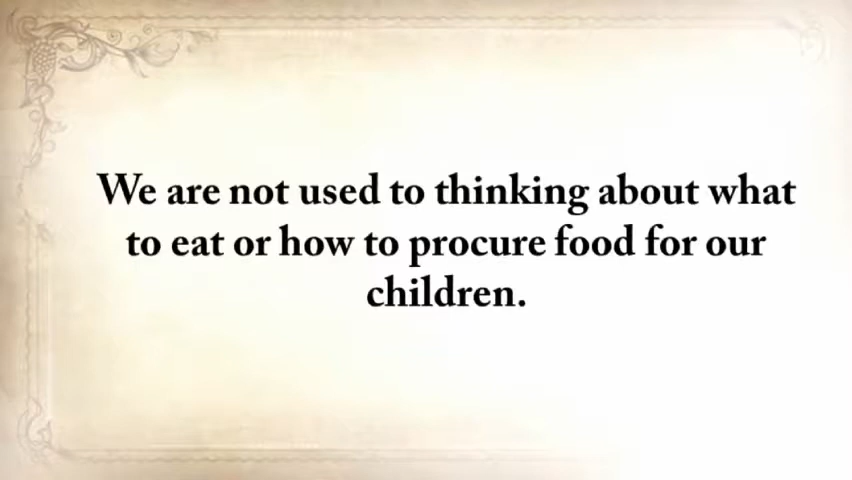 We are not used to thinking about what
to eat or how to procure food for our
children.